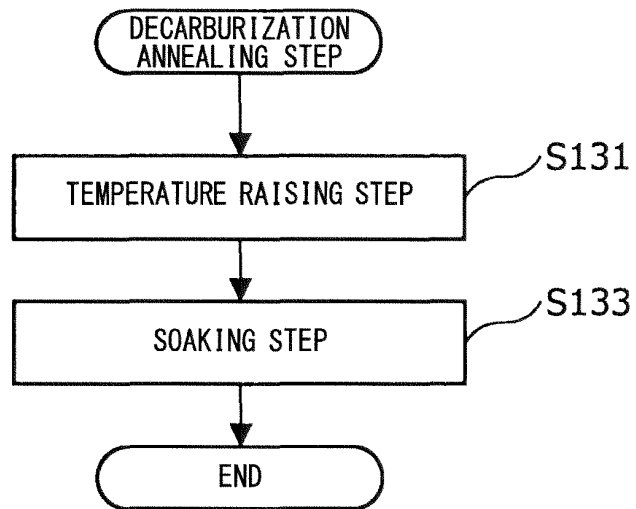 DECARBURIZATION
ANNEALING STEP
S131
TEMPERATURE RAISING STEP
S133
SOAKING STEP
END